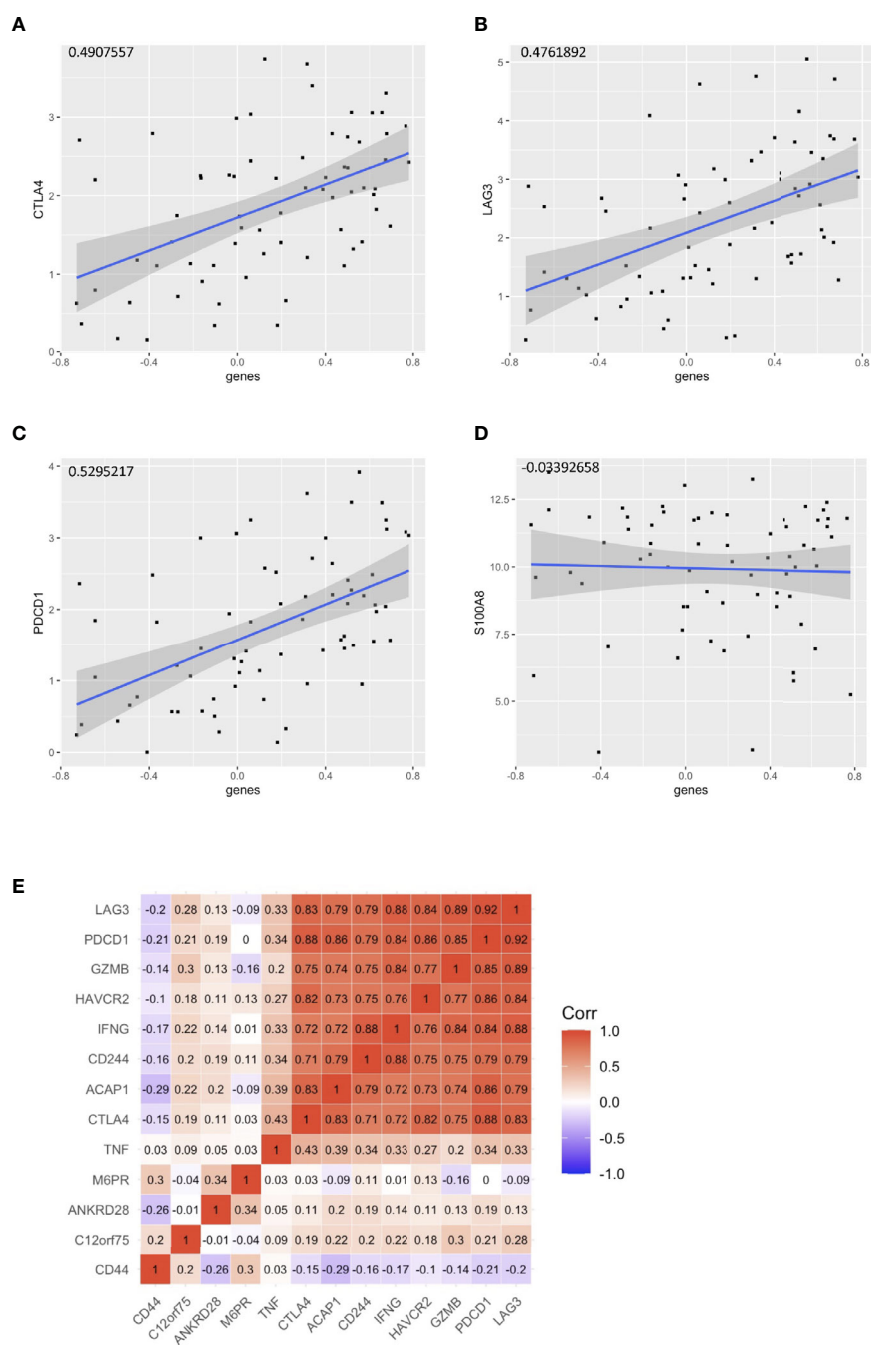 A
0.4907557
CTLA4
3
2
1
0
-0.8 -0.4 0.0 0.4 0.8
genes
B
0.4761892
LAG3
5
4
3
2
1
-0.8 -0.4 0.0 0.4 0.8
genes
C
0.5295217
PDCD1
4
3
2
1
0
-0.8 -0.4 0.0 0.4 0.8
genes
D
-0.03392658
S100A8
12.5
10.0
7.5
5.0
-0.8 -0.4 0.0 0.4 0.8
genes
E
LAG3 -0.2 0.28 0.13 -0.09 0.33 0.83 0.79 0.79 0.88 0.84 0.89 0.92 1
PDCD1 -0.21 0.21 0.19 0 0.34 0.88 0.86 0.79 0.84 0.86 0.85 1 0.92
GZMB -0.14 0.3 0.13 -0.16 0.2 0.75 0.74 0.75 0.84 0.77 1 0.85 0.89
HAVCR2 -0.1 0.18 0.11 0.13 0.27 0.82 0.73 0.75 0.76 1 0.77 0.86 0.84
IFNG -0.17 0.22 0.14 0.01 0.33 0.72 0.72 0.88 1 0.76 0.84 0.84 0.88
CD244 -0.16 0.2 0.19 0.11 0.34 0.71 0.79 1 0.88 0.75 0.75 0.79 0.79
ACAP1 -0.29 0.22 0.2 -0.09 0.39 0.83 1 0.79 0.72 0.73 0.74 0.86 0.79
CTLA4 -0.15 0.19 0.11 0.03 0.43 1 0.83 0.71 0.72 0.82 0.75 0.88 0.83
TNF 0.03 0.09 0.05 0.03 1 0.43 0.39 0.34 0.33 0.27 0.2 0.34 0.33
M6PR 0.3 -0.04 0.34 1 0.03 0.03 -0.09 0.11 0.01 0.13 -0.16 0 -0.09
ANKRD28 -0.26 -0.01 1 0.34 0.05 0.11 0.2 0.19 0.14 0.11 0.13 0.19 0.13
C12orf75 0.2 1 -0.01 -0.04 0.09 0.19 0.22 0.2 0.22 0.18 0.3 0.21 0.28
CD44 1 0.2 -0.26 0.3 0.03 -0.15 -0.29 -0.16 -0.17 -0.1 -0.14 -0.21 -0.2
CD44 C12orf75 ANKRD28 M6PR TNF CTLA4 ACAP1 CD244 IFNG HAVCR2 GZMB PDCD1 LAG3
Corr
1.0
0.5
0.0
-0.5
-1.0